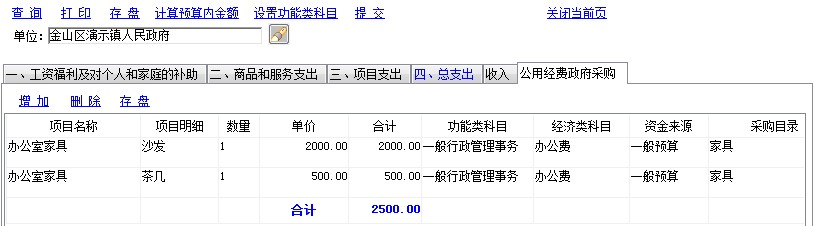 查 询 打 印 存 盘 计算预算内金额 设置功能类科目 提 交 关闭当前页
单位: 金山区演示镇人民政府
一、工资福利及对个人和家庭的补助 二、商品和服务支出 三、项目支出 四、总支出 收入 公用经费政府采购
增 加 删 除 存 盘
项目名称 项目明细 数量 单价 合计 功能类科目 经济类科目 资金来源 采购目录
办公室家具 沙发 1 2000.00 2000.00 一般行政管理事务 办公费 一般预算 家具
办公室家具 茶几 1 500.00 500.00 一般行政管理事务 办公费 一般预算 家具
合计 2500.00